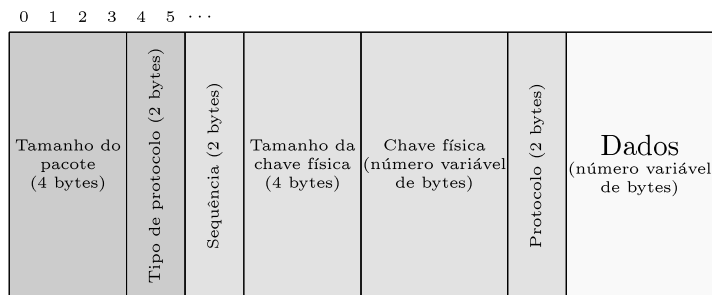 0 1 2 3 4 5 ···
Tamanho do
pacote
(4 bytes)
Tipo de protocolo (2 bytes)
Sequência (2 bytes)
Tamanho da
chave física
(4 bytes)
Chave física
(número variável
de bytes)
Protocolo (2 bytes)
Dados
(número variável
de bytes)